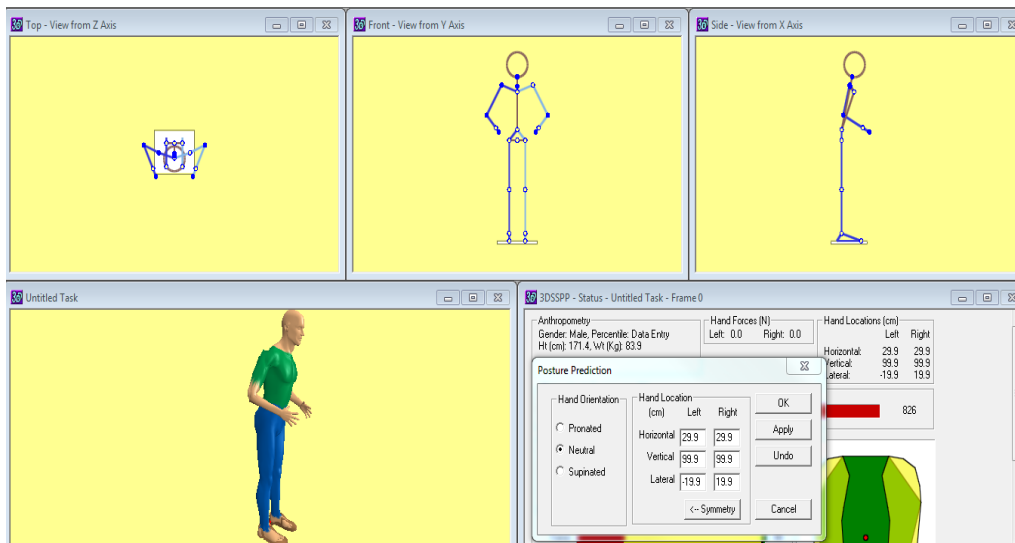 Top - View from Z Axis
Front - View from Y Axis
Side - View from X Axis
Untitled Task
3DSSPP - Status - Untitled Task - Frame 0
Anthropometry
Gender: Male, Percentile: Data Entry
Ht (cm): 171.4, Wt (Kg): 83.9
Hand Forces (N)
Left: 0.0 Right: 0.0
Hand Locations (cm)
Left Right
Horizontal: 29.9 29.9
Vertical: 99.9 99.9
Lateral: -19.9 19.9
826
Posture Prediction
Hand Orientation
Pronated
Neutral
Supinated
Hand Location
(cm) Left Right
Horizontal 29.9 29.9
Vertical 99.9 99.9
Lateral -19.9 19.9
<-- Symmetry
OK
Apply
Undo
Cancel